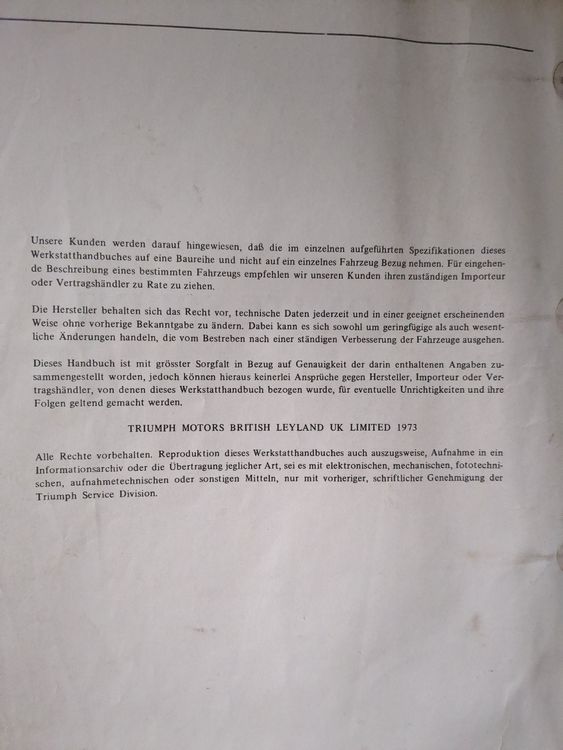 Unsere Kunden werden darauf hingewiesen, daß die im einzelnen aufgeführten Spezifikationen dieses
Werkstatthandbuches auf eine Baureihe und nicht auf ein einzelnes Fahrzeug Bezug nehmen. Für eingehen-
de Beschreibung eines bestimmten Fahrzeugs empfehlen wir unseren Kunden ihren zuständigen Importeur
oder Vertragshändler zu Rate zu ziehen.
Die Hersteller behalten sich das Recht vor, technische Daten jederzeit und in einer geeignet erscheinenden
Weise ohne vorherige Bekanntgabe zu ändern. Dabei kann es sich sowohl um geringfügige als auch wesent-
liche Änderungen handeln, die vom Bestreben nach einer ständigen Verbesserung der Fahrzeuge ausgehen.
Dieses Handbuch ist mit grösster Sorgfalt in Bezug auf Genauigkeit der darin enthaltenen Angaben zu-
sammengestellt worden, jedoch können hieraus keinerlei Ansprüche gegen Hersteller, Importeur oder Ver-
tragshändler, von denen dieses Werkstatthandbuch bezogen wurde, für eventuelle Unrichtigkeiten und ihre
Folgen geltend gemacht werden.
TRIUMPH MOTORS BRITISH LEYLAND UK LIMITED 1973
Alle Rechte vorbehalten. Reproduktion dieses Werkstatthandbuches auch auszugsweise, Aufnahme in ein
Informationsarchiv oder die Übertragung jeglicher Art, sei es mit elektronischen, mechanischen, fototechni-
schen, aufnahmetechnischen oder sonstigen Mitteln, nur mit vorheriger, schriftlicher Genehmigung der
Triumph Service Division.